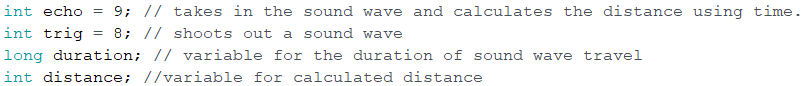 int echo = 9; // takes in the sound wave and calculates the distance using time.
int trig = 8; // shoots out a sound wave
long duration; // variable for the duration of sound wave travel
int distance; //variable for calculated distance